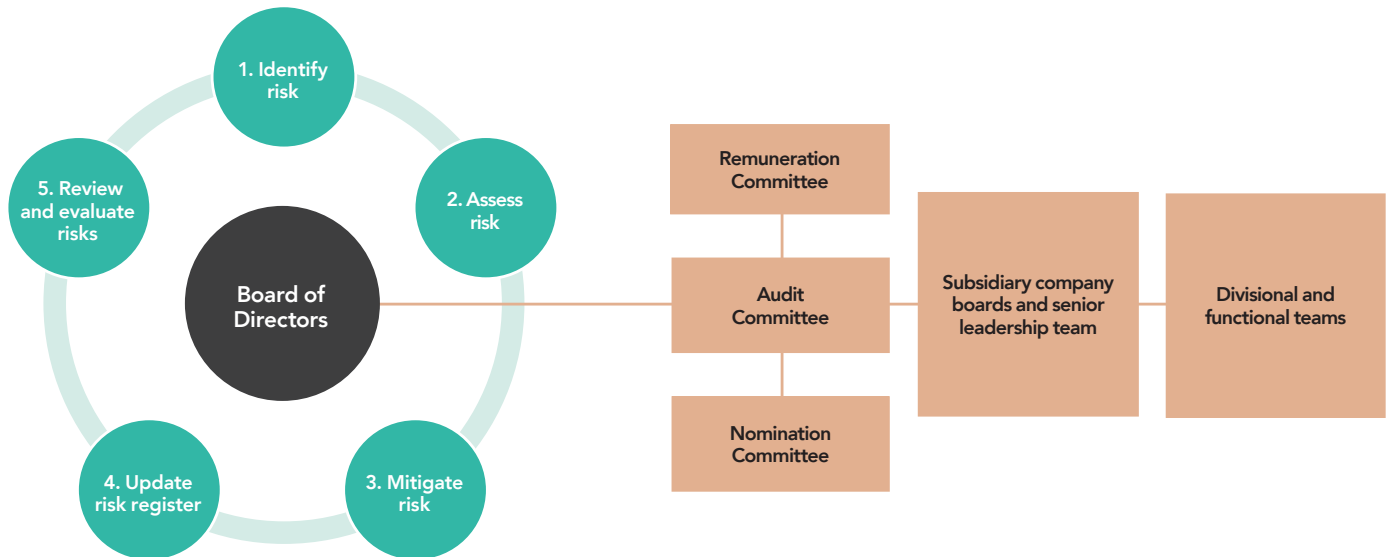 1. Identify
risk
2. Assess
risk
3. Mitigate
risk
4. Update
risk register
5. Review
and evaluate
risks
Board of
Directors
Remuneration
Committee
Audit
Committee
Nomination
Committee
Subsidiary company
boards and senior
leadership team
Divisional and
functional teams